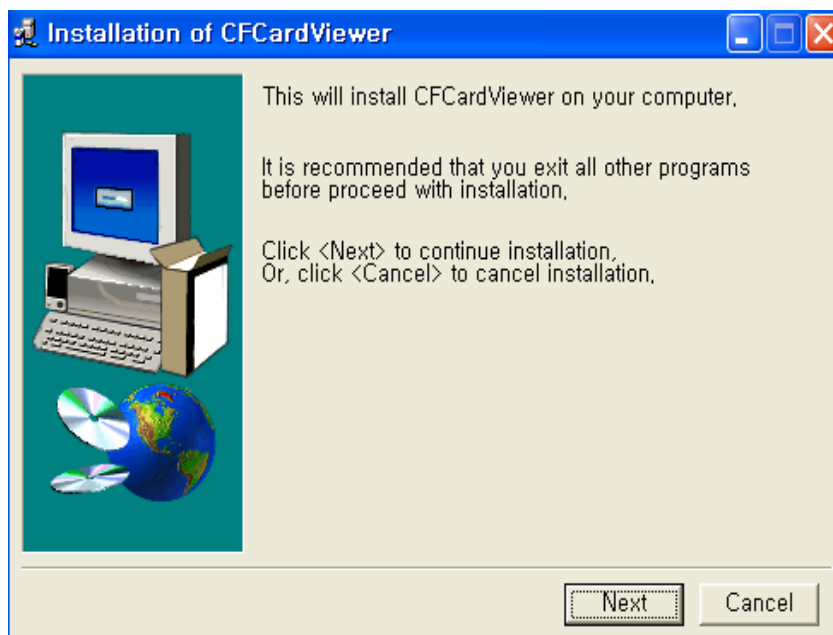 Installation of CFCardViewer
This will install CFCardViewer on your computer,
It is recommended that you exit all other programs
before proceed with installation,
Click <Next> to continue installation,
Or, click <Cancel> to cancel installation,
Next
Cancel